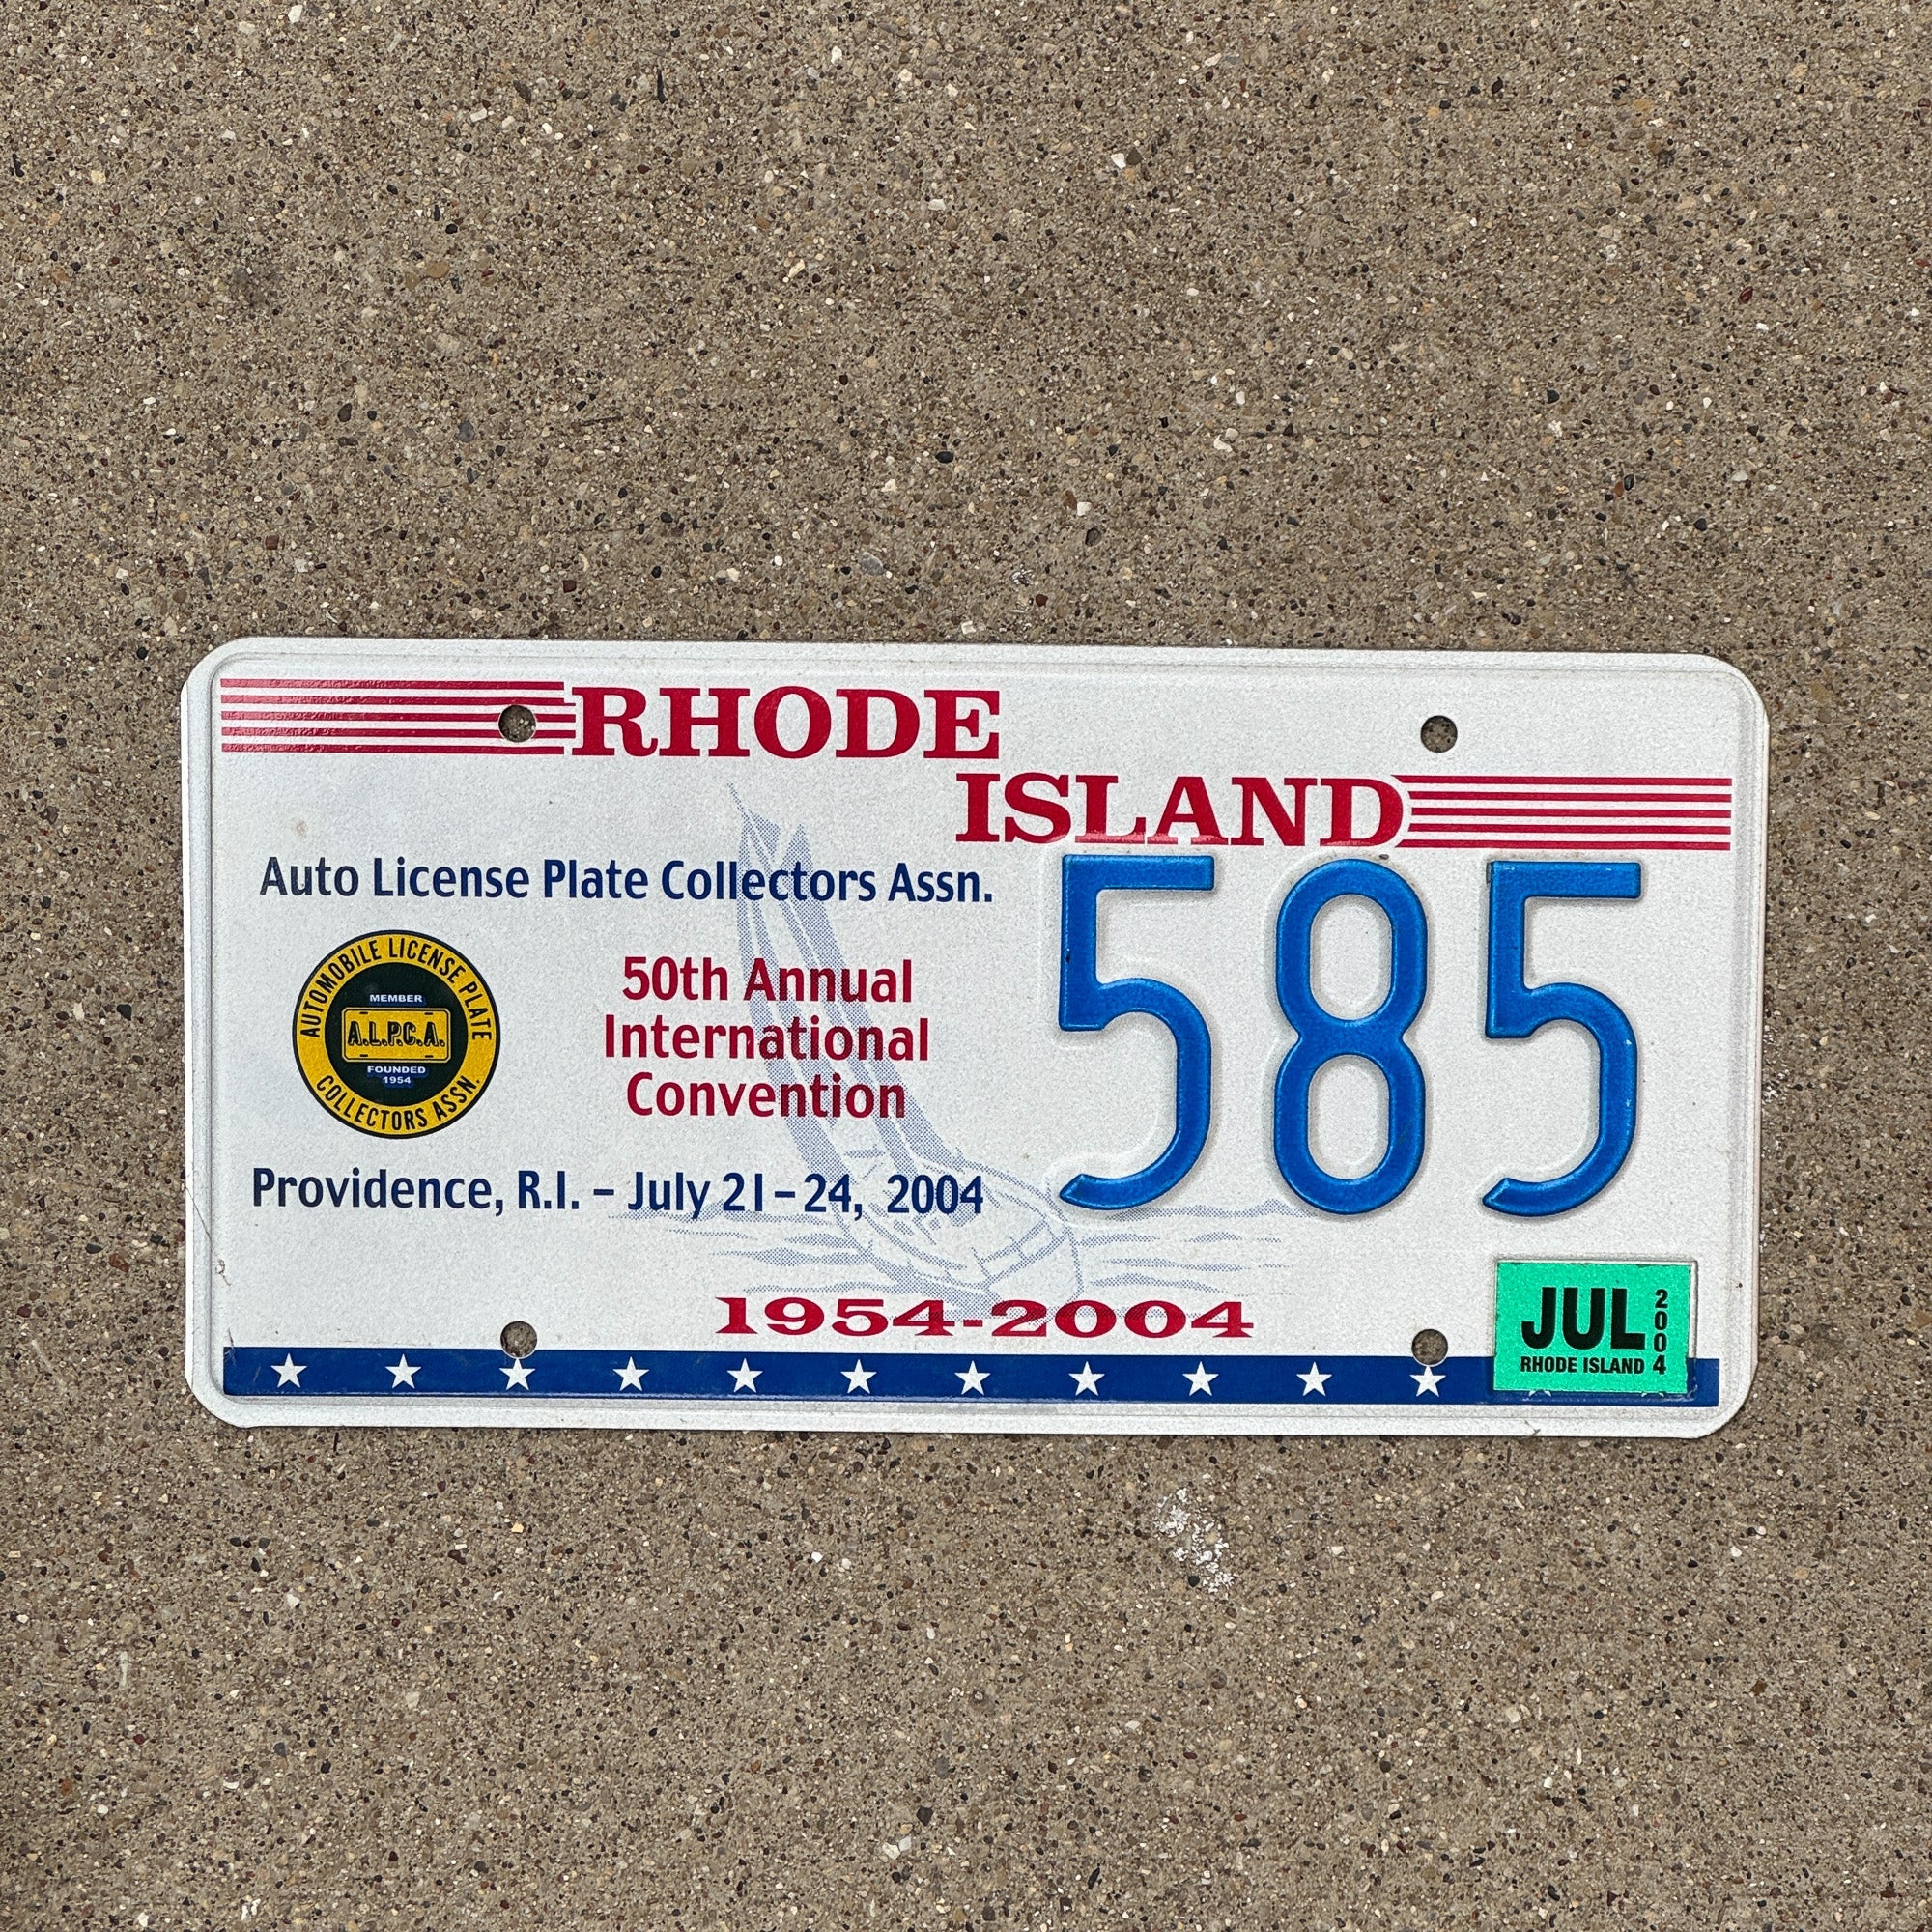 RHODE
ISLAND
Auto License Plate Collectors Assn.
585
AUTOMOBILE LICENSE PLATE
MEMBER
A.L.P.C.A.
FOUNDED
1954
COLLECTORS ASSN.
50th Annual
International
Convention
Providence, R.I. – July 21–24, 2004
1954-2004
JUL 2004
RHODE ISLAND